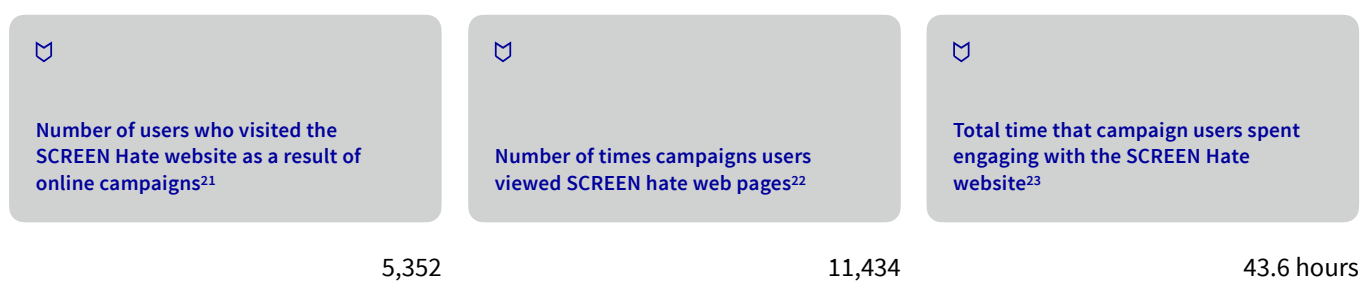 Number of users who visited the
SCREEN Hate website as a result of
online campaigns²¹
5,352
Number of times campaigns users
viewed SCREEN hate web pages²²
11,434
Total time that campaign users spent
engaging with the SCREEN Hate
website²³
43.6 hours